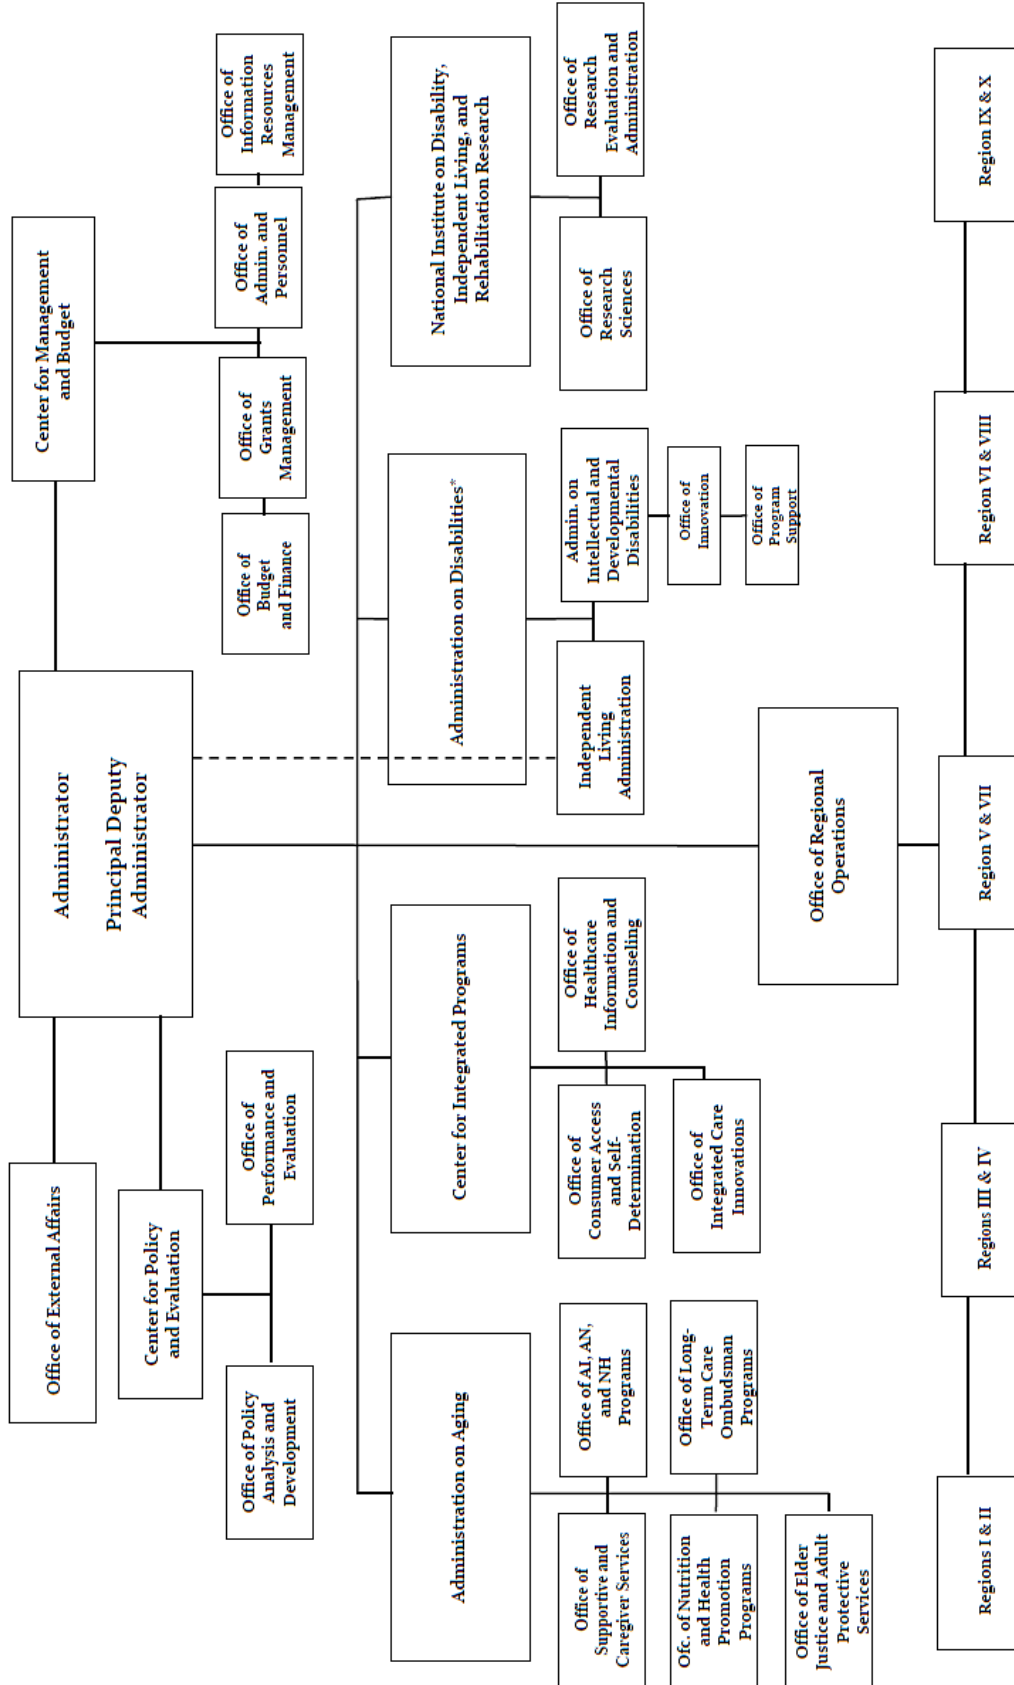 Office of External Affairs
Administrator
Principal Deputy
Administrator
Center for Management
and Budget
Center for Policy
and Evaluation
Office of Policy
Analysis and
Development
Office of
Performance and
Evaluation
Office of
Budget
and Finance
Office of
Grants
Management
Office of
Admin. and
Personnel
Office of
Information
Resources
Management
Administration on Aging
Center for Integrated Programs
Administration on Disabilities*
National Institute on Disability,
Independent Living, and
Rehabilitation Research
Office of
Supportive and
Caregiver Services
Office of AI, AN,
and NH
Programs
Office of
Consumer Access
and Self-
Determination
Office of
Healthcare
Information and
Counseling
Independent
Living
Administration
Admin. on
Intellectual and
Developmental
Disabilities
Office of
Research
Sciences
Office of
Research
Evaluation and
Administration
Ofc. of Nutrition
and Health
Promotion
Programs
Office of Long-
Term Care
Ombudsman
Programs
Office of
Integrated Care
Innovations
Office of
Innovation
Office of Elder
Justice and Adult
Protective
Services
Office of
Program
Support
Office of Regional
Operations
Regions I & II
Regions III & IV
Region V & VII
Region VI & VIII
Region IX & X